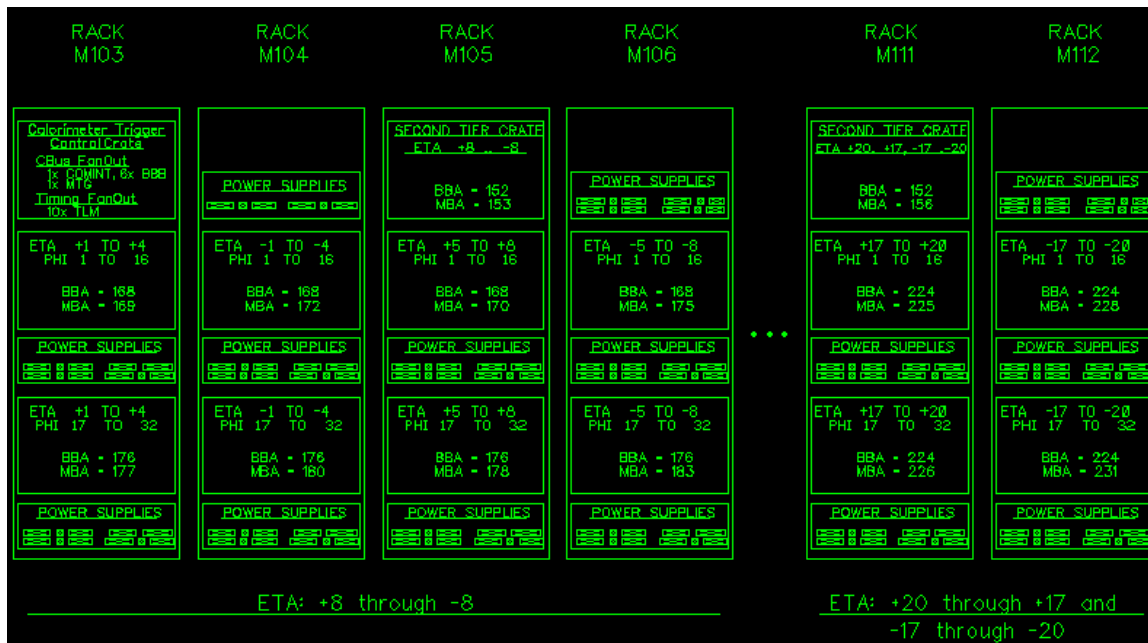 RACK
M103
RACK
M104
RACK
M105
RACK
M106
RACK
M111
RACK
M112
Calorimeter Trigger
Control Crate
CBus FanOut
1x COMINT, 6x BBB
1x MTG
Timing FanOut
10x TLM
ETA +1 TO +4
PHI 1 TO 16
BBA - 168
MBA - 169
POWER SUPPLIES
ETA +1 TO +4
PHI 17 TO 32
BBA - 176
MBA - 177
POWER SUPPLIES
POWER SUPPLIES
ETA -1 TO -4
PHI 1 TO 16
BBA - 168
MBA - 172
POWER SUPPLIES
ETA -1 TO -4
PHI 17 TO 32
BBA - 176
MBA - 180
POWER SUPPLIES
SECOND TIER CRATE
ETA +8 .. -8
BBA - 152
MBA - 153
ETA +5 TO +8
PHI 1 TO 16
BBA - 168
MBA - 170
POWER SUPPLIES
ETA +5 TO +8
PHI 17 TO 32
BBA - 176
MBA - 178
POWER SUPPLIES
POWER SUPPLIES
ETA -5 TO -8
PHI 1 TO 16
BBA - 168
MBA - 175
POWER SUPPLIES
ETA -5 TO -8
PHI 17 TO 32
BBA - 176
MBA - 183
POWER SUPPLIES
...
SECOND TIER CRATE
ETA +20, +17, -17 ,-20
BBA - 152
MBA - 156
ETA +17 TO +20
PHI 1 TO 16
BBA - 224
MBA - 225
POWER SUPPLIES
ETA +17 TO +20
PHI 17 TO 32
BBA - 224
MBA - 226
POWER SUPPLIES
POWER SUPPLIES
ETA -17 TO -20
PHI 1 TO 16
BBA - 224
MBA - 228
POWER SUPPLIES
ETA -17 TO -20
PHI 17 TO 32
BBA - 224
MBA - 231
POWER SUPPLIES
ETA: +8 through -8
ETA: +20 through +17 and
-17 through -20